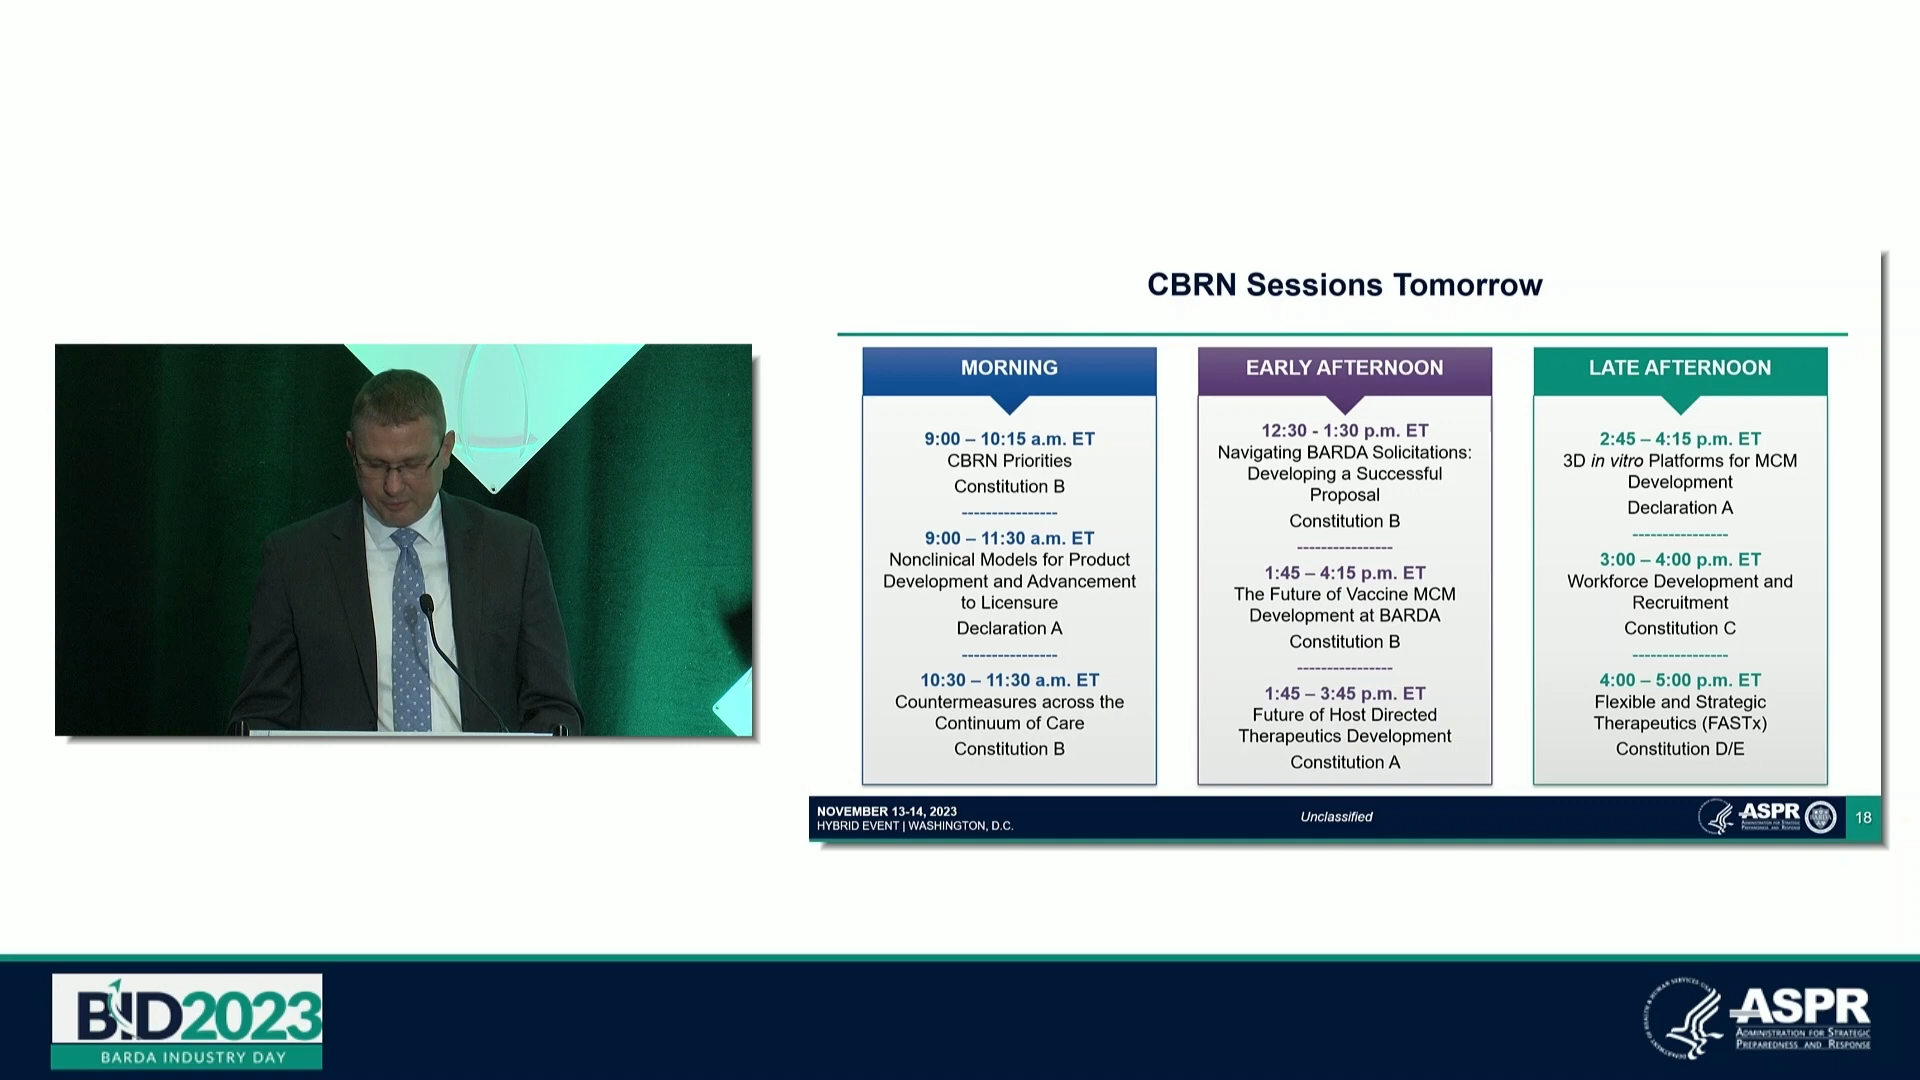 CBRN Sessions Tomorrow
MORNING
9:00 – 10:15 a.m. ET
CBRN Priorities
Constitution B
----------------
9:00 – 11:30 a.m. ET
Nonclinical Models for Product
Development and Advancement
to Licensure
Declaration A
----------------
10:30 – 11:30 a.m. ET
Countermeasures across the
Continuum of Care
Constitution B
EARLY AFTERNOON
12:30 - 1:30 p.m. ET
Navigating BARDA Solicitations:
Developing a Successful
Proposal
Constitution B
----------------
1:45 – 4:15 p.m. ET
The Future of Vaccine MCM
Development at BARDA
Constitution B
----------------
1:45 – 3:45 p.m. ET
Future of Host Directed
Therapeutics Development
Constitution A
LATE AFTERNOON
2:45 – 4:15 p.m. ET
3D in vitro Platforms for MCM
Development
Declaration A
----------------
3:00 – 4:00 p.m. ET
Workforce Development and
Recruitment
Constitution C
----------------
4:00 – 5:00 p.m. ET
Flexible and Strategic
Therapeutics (FASTx)
Constitution D/E
NOVEMBER 13-14, 2023
HYBRID EVENT | WASHINGTON, D.C.
Unclassified
ASPR
ADMINISTRATION FOR STRATEGIC
PREPAREDNESS AND RESPONSE
18
BID2023
BARDA INDUSTRY DAY
ASPR
ADMINISTRATION FOR STRATEGIC
PREPAREDNESS AND RESPONSE